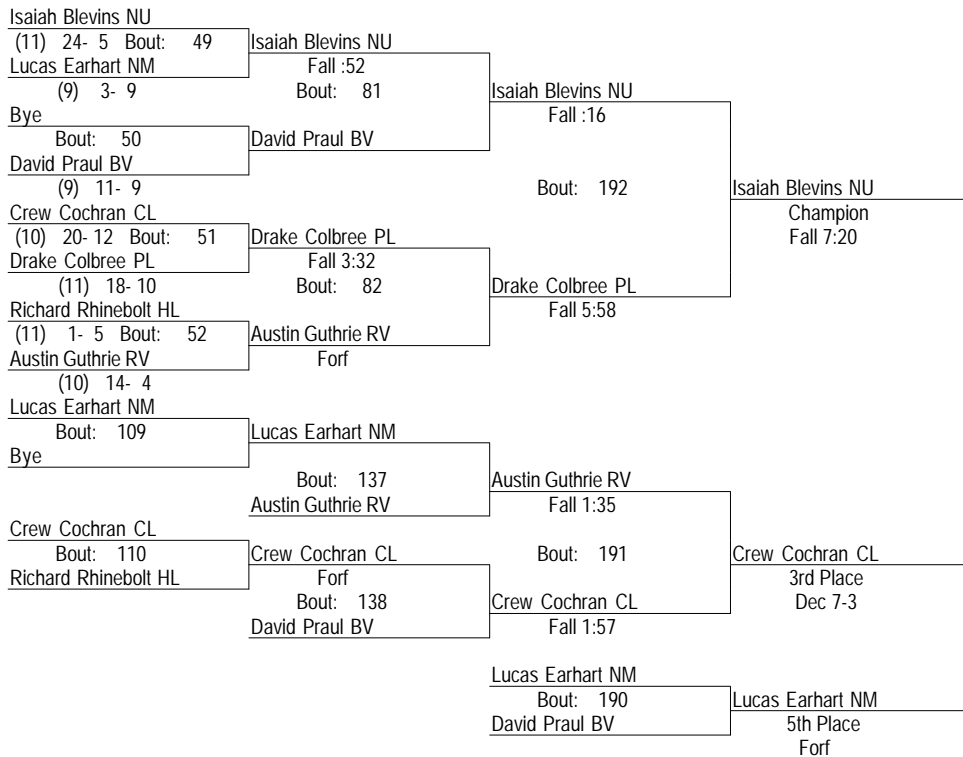 Isaiah Blevins NU
(11) 24- 5 Bout: 49
Isaiah Blevins NU
Lucas Earhart NM
Fall :52
(9) 3- 9
Bout: 81
Isaiah Blevins NU
Bye
Fall :16
Bout: 50
David Praul BV
David Praul BV
(9) 11- 9
Bout: 192
Isaiah Blevins NU
Crew Cochran CL
Champion
(10) 20- 12 Bout: 51
Drake Colbree PL
Fall 7:20
Drake Colbree PL
Fall 3:32
(11) 18- 10
Bout: 82
Drake Colbree PL
Richard Rhinebolt HL
Fall 5:58
(11) 1- 5 Bout: 52
Austin Guthrie RV
Austin Guthrie RV
Forf
(10) 14- 4
Lucas Earhart NM
Bout: 109
Lucas Earhart NM
Bye
Bout: 137
Austin Guthrie RV
Austin Guthrie RV
Fall 1:35
Crew Cochran CL
Bout: 110
Crew Cochran CL
Bout: 191
Crew Cochran CL
Richard Rhinebolt HL
Forf
3rd Place
Bout: 138
Crew Cochran CL
Dec 7-3
David Praul BV
Fall 1:57
Lucas Earhart NM
Bout: 190
Lucas Earhart NM
David Praul BV
5th Place
Forf